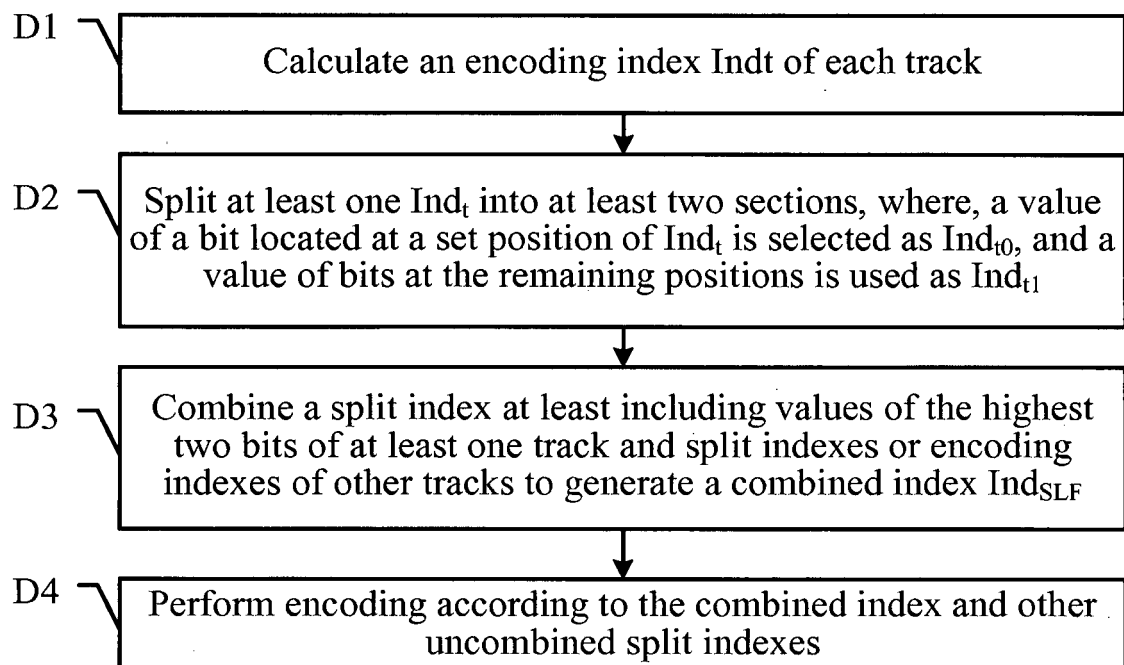 D1
Calculate an encoding index Indt of each track
D2
Split at least one Indt into at least two sections, where, a value
of a bit located at a set position of Indt is selected as Indt0, and a
value of bits at the remaining positions is used as Indt1
D3
Combine a split index at least including values of the highest
two bits of at least one track and split indexes or encoding
indexes of other tracks to generate a combined index IndSLF
D4
Perform encoding according to the combined index and other
uncombined split indexes